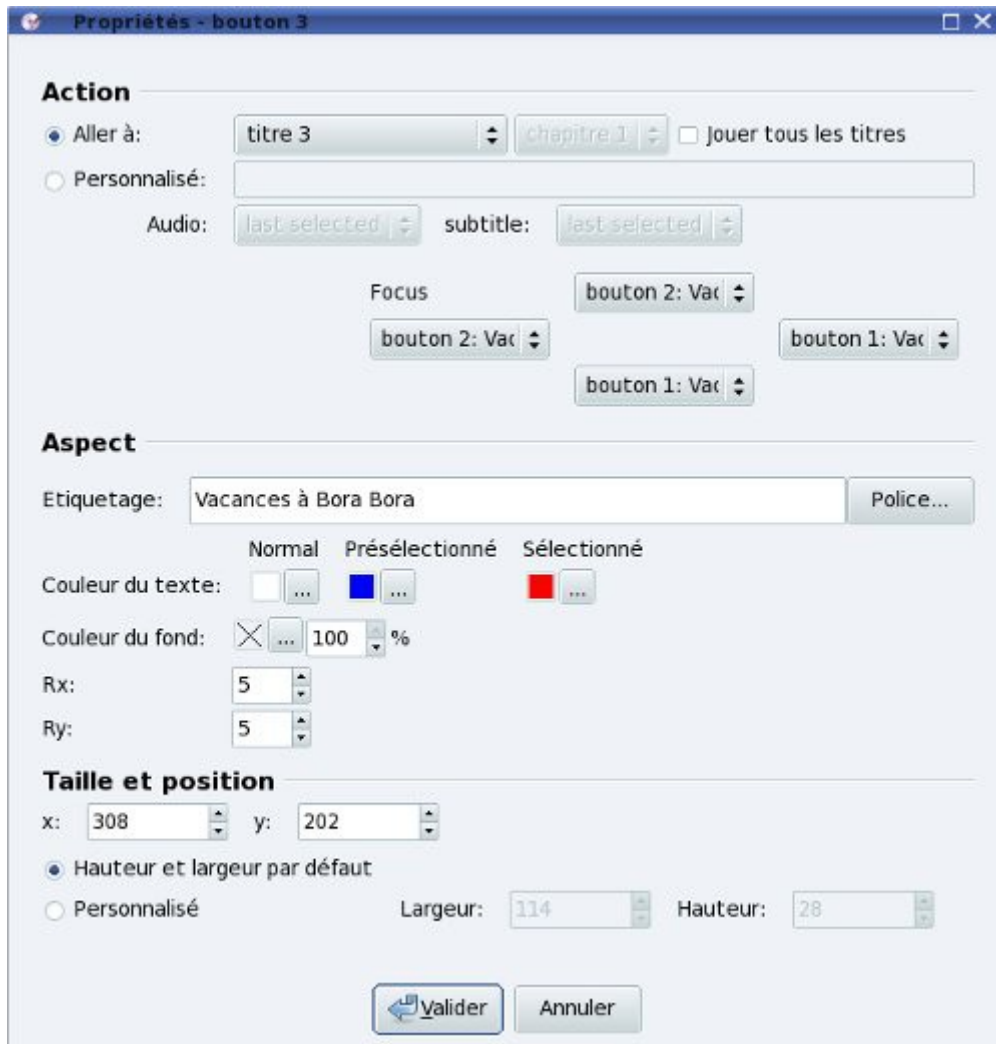 Propriétés - bouton 3
Action
Aller à: titre 3 chapitre 1 Jouer tous les titres
Personnalisé:
Audio: last selected subtitle: last selected
Focus bouton 2: Vac
bouton 2: Vac bouton 1: Vac
bouton 1: Vac
Aspect
Etiquetage: Vacances à Bora Bora Police...
Normal Présélectionné Sélectionné
Couleur du texte: ... ... ...
Couleur du fond: ... 100 %
Rx: 5
Ry: 5
Taille et position
x: 308 y: 202
Hauteur et largeur par défaut
Personnalisé Largeur: 114 Hauteur: 28
Valider Annuler